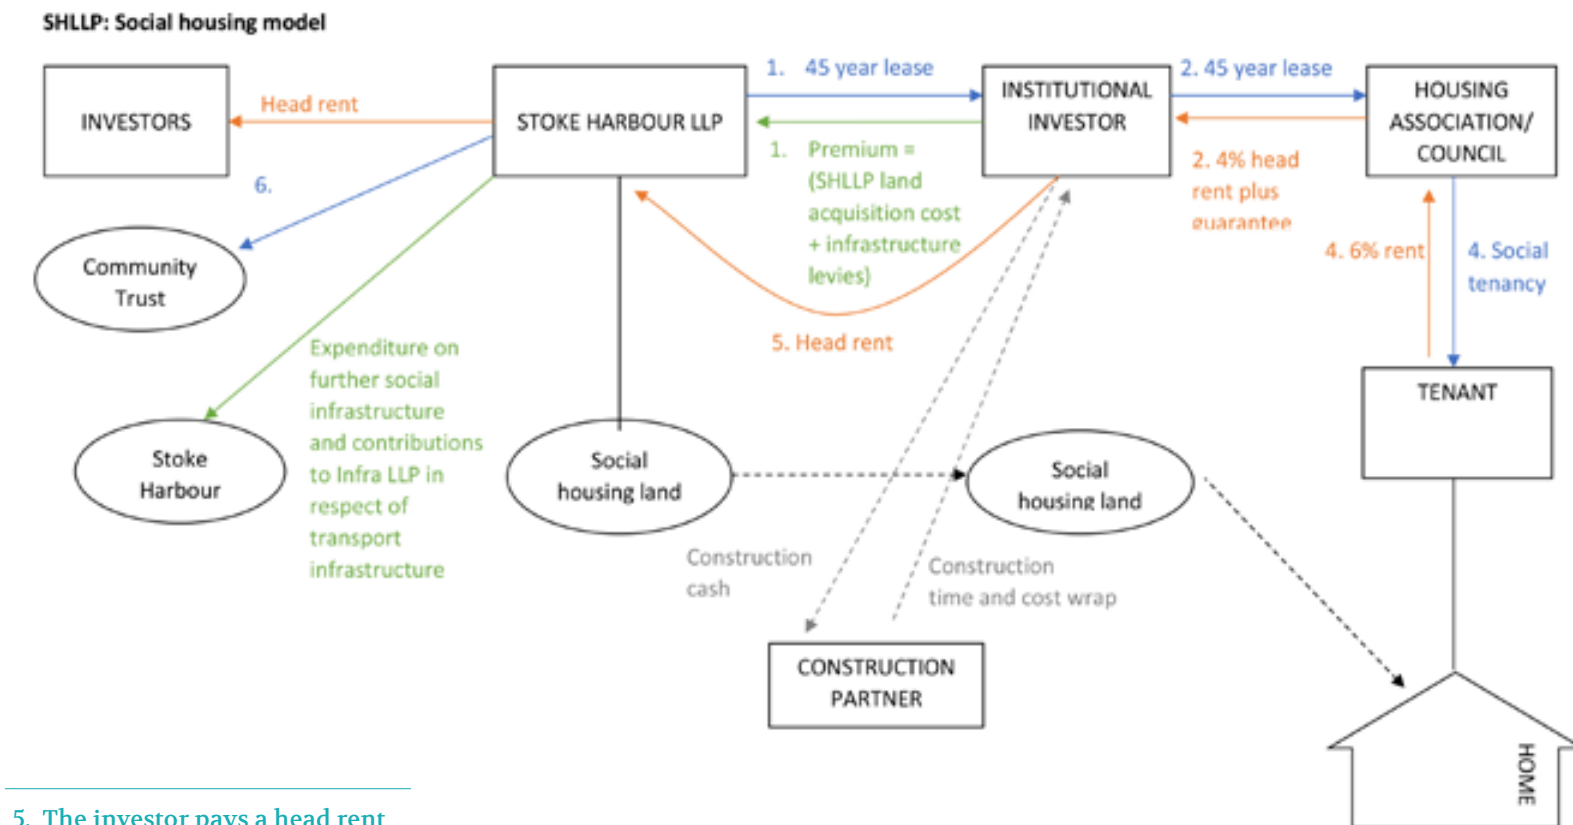 SHLLP: Social housing model
INVESTORS
Head rent
STOKE HARBOUR LLP
1. 45 year lease
1. Premium =
(SHLLP land
acquisition cost
+ infrastructure
levies)
INSTITUTIONAL
INVESTOR
2. 45 year lease
2. 4% head
rent plus
guarantee
HOUSING
ASSOCIATION/
COUNCIL
6.
Community
Trust
5. Head rent
4. 6% rent
4. Social
tenancy
Expenditure on
further social
infrastructure
and contributions
to Infra LLP in
respect of
transport
infrastructure
Stoke
Harbour
Social
housing land
Social
housing land
TENANT
Construction
cash
Construction
time and cost wrap
CONSTRUCTION
PARTNER
HOME
5. The investor pays a head rent